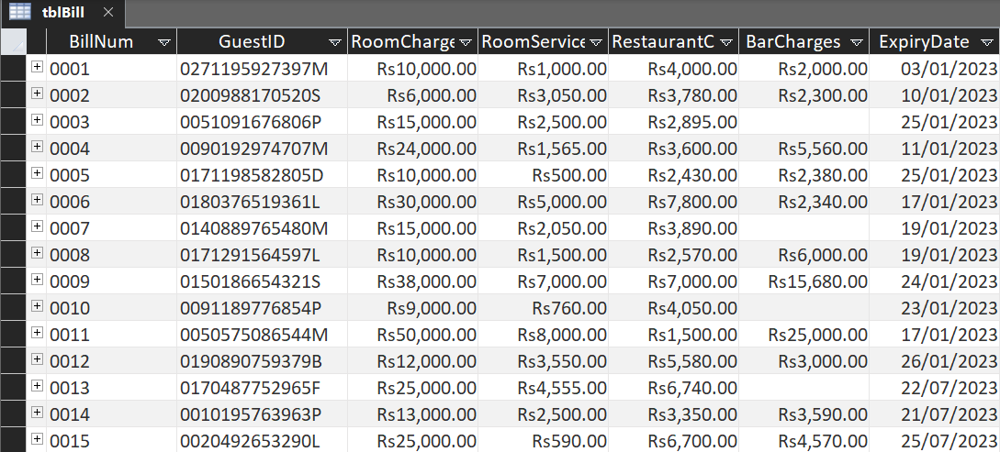 tblBill
BillNum GuestID RoomCharge RoomService RestaurantC BarCharges ExpiryDate
0001 0271195927397M Rs10,000.00 Rs1,000.00 Rs4,000.00 Rs2,000.00 03/01/2023
0002 0200988170520S Rs6,000.00 Rs3,050.00 Rs3,780.00 Rs2,300.00 10/01/2023
0003 0051091676806P Rs15,000.00 Rs2,500.00 Rs2,895.00 25/01/2023
0004 0090192974707M Rs24,000.00 Rs1,565.00 Rs3,600.00 Rs5,560.00 11/01/2023
0005 0171198582805D Rs10,000.00 Rs500.00 Rs2,430.00 Rs2,380.00 25/01/2023
0006 0180376519361L Rs30,000.00 Rs5,000.00 Rs7,800.00 Rs2,340.00 17/01/2023
0007 0140889765480M Rs15,000.00 Rs2,050.00 Rs3,890.00 19/01/2023
0008 0171291564597L Rs10,000.00 Rs1,500.00 Rs2,570.00 Rs6,000.00 19/01/2023
0009 0150186654321S Rs38,000.00 Rs7,000.00 Rs7,000.00 Rs15,680.00 24/01/2023
0010 0091189776854P Rs9,000.00 Rs760.00 Rs4,050.00 23/01/2023
0011 0050575086544M Rs50,000.00 Rs8,000.00 Rs1,500.00 Rs25,000.00 17/01/2023
0012 0190890759379B Rs12,000.00 Rs3,550.00 Rs5,580.00 Rs3,000.00 26/01/2023
0013 0170487752965F Rs25,000.00 Rs4,555.00 Rs6,740.00 22/07/2023
0014 0010195763963P Rs13,000.00 Rs2,500.00 Rs3,350.00 Rs3,590.00 21/07/2023
0015 0020492653290L Rs25,000.00 Rs590.00 Rs6,700.00 Rs4,570.00 25/07/2023